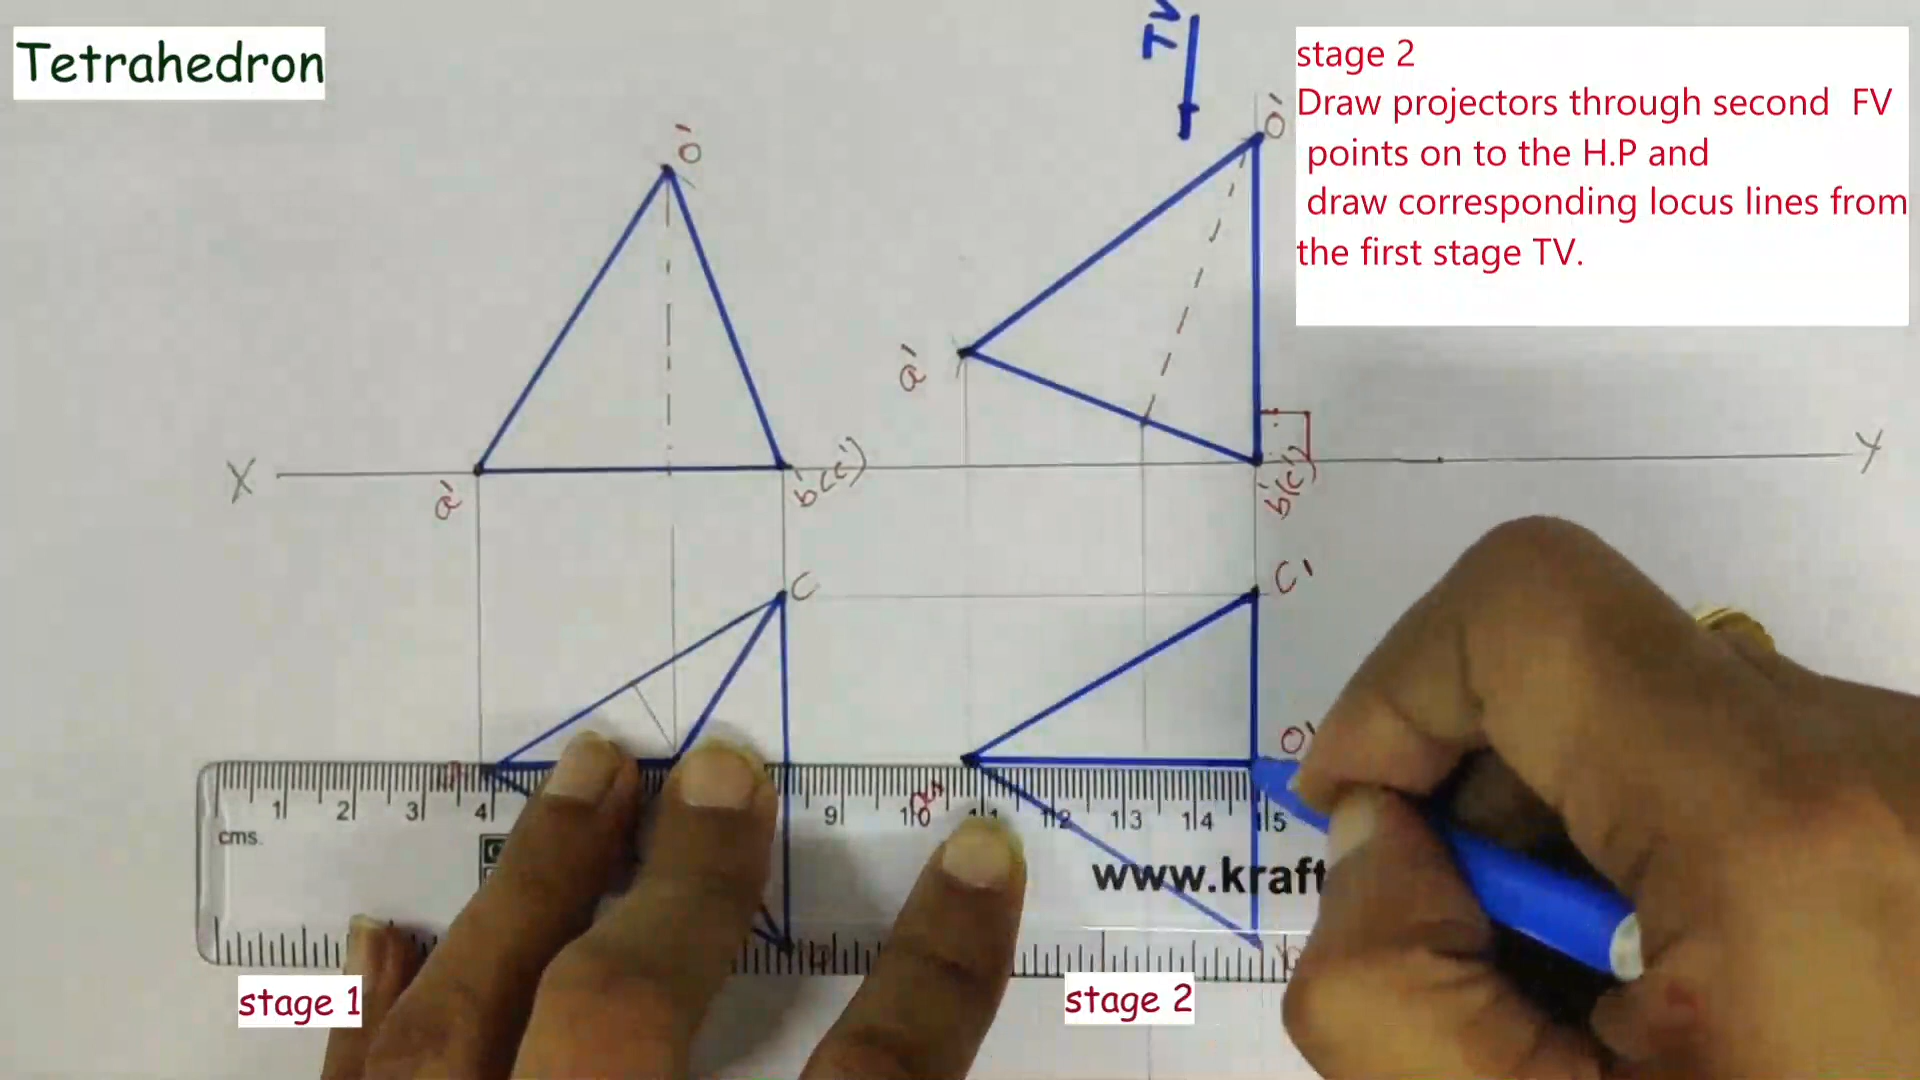 Tetrahedron
stage 2
Draw projectors through second FV
points on to the H.P and
draw corresponding locus lines from
the first stage TV.
TV
o'
o'
a'
X
Y
a'
b'(c')
b'(c')
C
C1
O1
a1
1 2 3 4 9 10 11 12 13 14 15
cms.
www.kraft
stage 1
stage 2